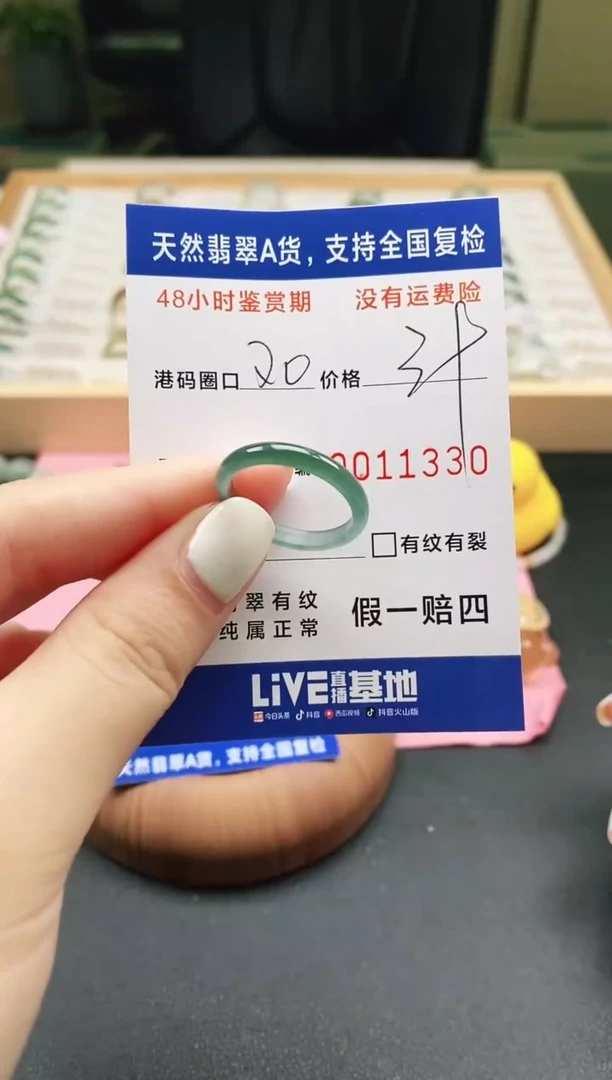 天然翡翠A货，支持全国复检
48小时鉴赏期 没有运费险
港码圈口 20 价格
0011330
有纹有裂
翠有纹 假一赔四
纯属正常
LiVE直播基地
今日头条 抖音 西瓜视频 抖音火山版
天然翡翠A货，支持全国复检